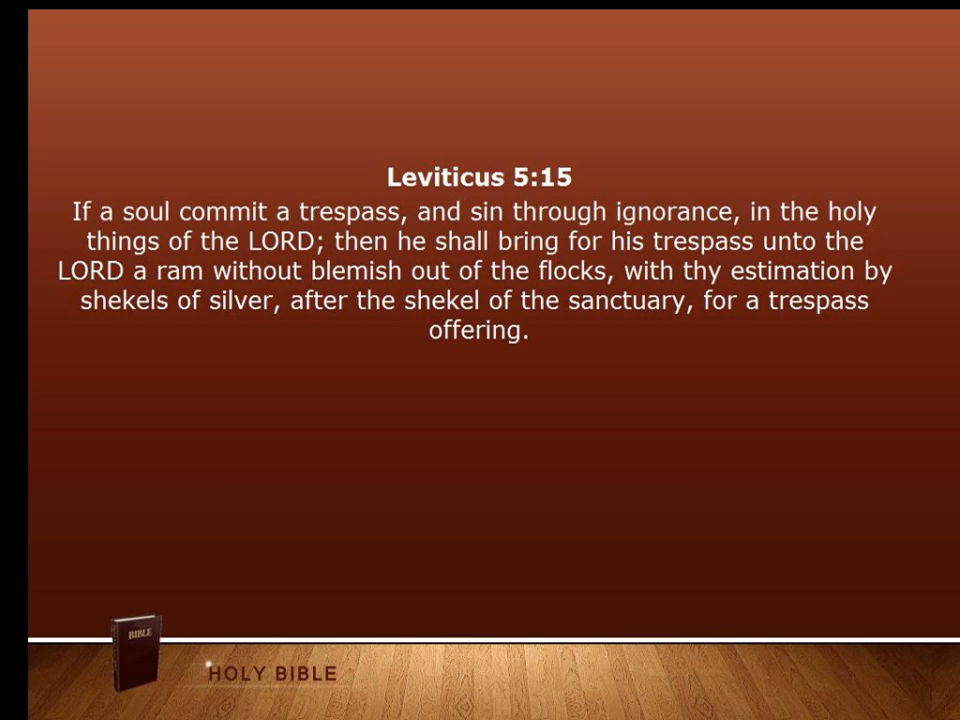 Leviticus 5:15
If a soul commit a trespass, and sin through ignorance, in the holy
things of the LORD; then he shall bring for his trespass unto the
LORD a ram without blemish out of the flocks, with thy estimation by
shekels of silver, after the shekel of the sanctuary, for a trespass
offering.
BIBLE
HOLY BIBLE